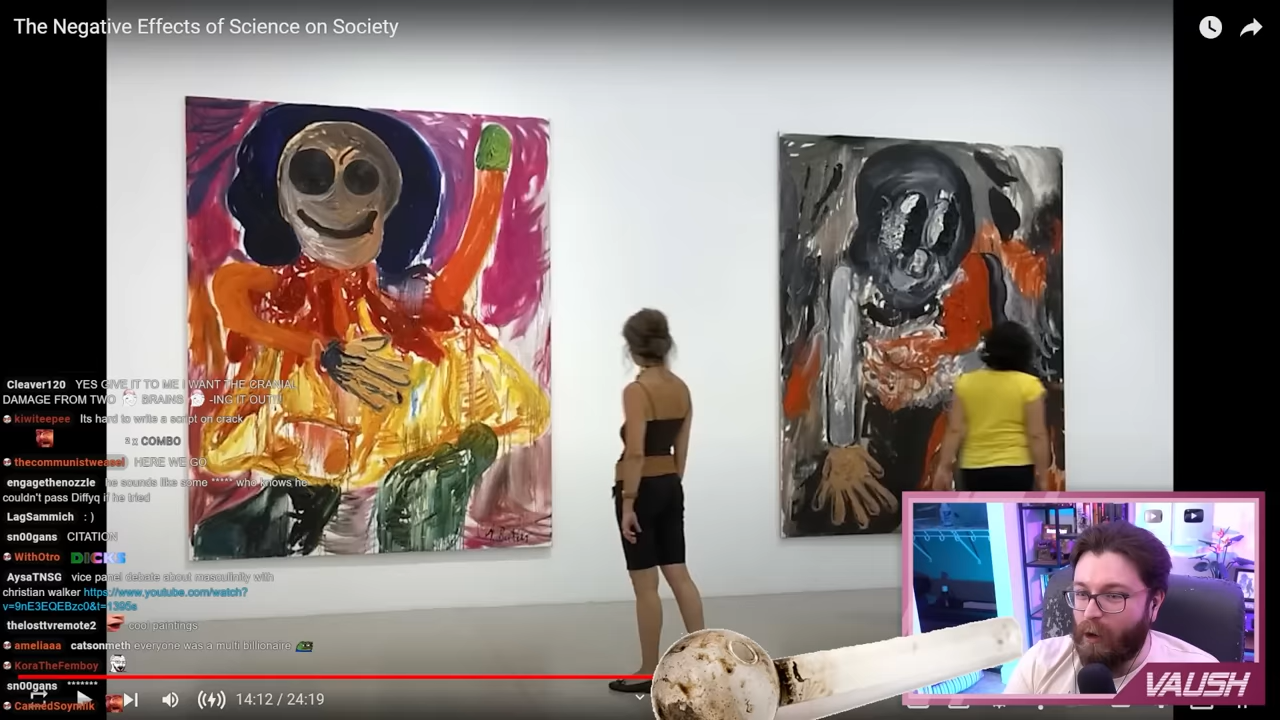 The Negative Effects of Science on Society
Cleaver120 YES GIVE IT TO ME I WANT THE CRANIAL
DAMAGE FROM TWO BRAINS -ING IT OUT!!!
kiwiteepee Its hard to write a script on crack
2 x COMBO
thecommunistweasel HERE WE GO
engagethenozzle he sounds like some ***** who knows he
couldn't pass Diffyq if he tried
LagSammich : )
sn00gans CITATION
WithOtro DICKS
AysaTNSG vice panel debate about masculinity with
christian walker https://www.youtube.com/watch?
v=9nE3EQEBzc0&t=1395s
thelosttvremote2 cool paintings
ameliaaa catsonmeth everyone was a multi billionaire
KoraTheFemboy
sn00gans *******
CannedSoymilk
14:12 / 24:19
VAUSH